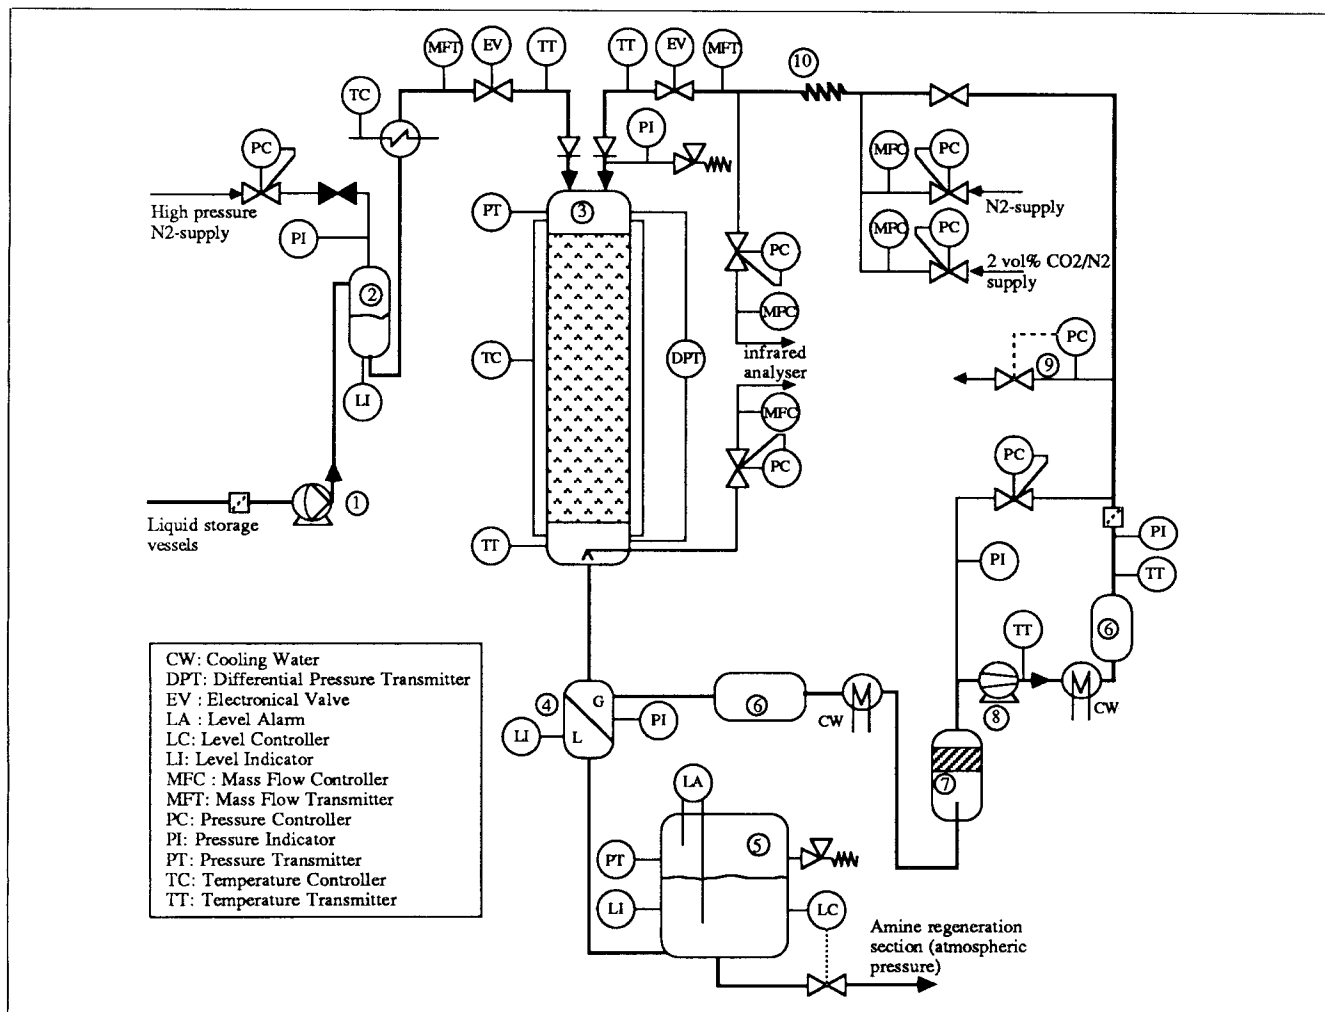 MFT
EV
TT
TT
EV
MFT
10
TC
PI
PC
MFC
PC
High pressure
N2-supply
N2-supply
PT
3
PI
MFC
PC
PC
2 vol% CO2/N2
supply
2
MFC
PC
TC
DPT
infrared
analyser
9
LI
MFC
PC
PC
1
Liquid storage
vessels
TT
PI
PI
TT
TT
6
CW: Cooling Water
DPT: Differential Pressure Transmitter
EV : Electronical Valve
LA : Level Alarm
LC: Level Controller
LI: Level Indicator
MFC : Mass Flow Controller
MFT: Mass Flow Transmitter
PC: Pressure Controller
PI: Pressure Indicator
PT: Pressure Transmitter
TC: Temperature Controller
TT: Temperature Transmitter
4
G
L
LI
PI
6
CW
8
CW
7
LA
5
PT
LI
LC
Amine regeneration
section (atmospheric
pressure)